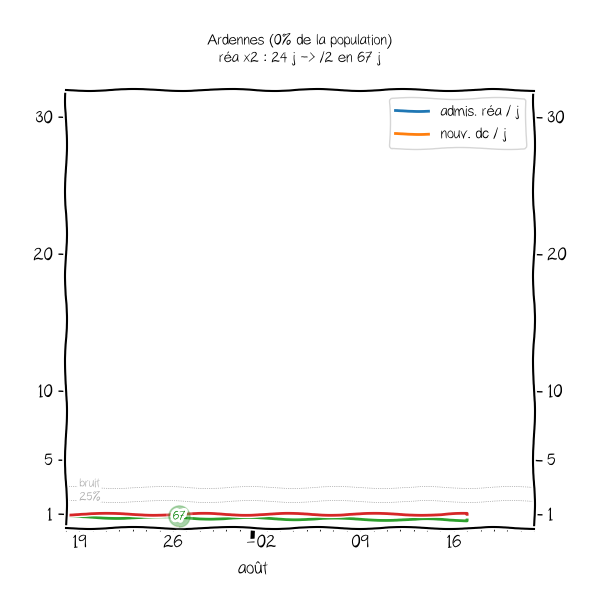 Ardennes (0% de la population)
réa x2 : 24 j -> /2 en 67 j
admis. réa / j
nouv. dc / j
30
30
20
20
10
10
5
5
bruit
25%
1
67
1
19 26 -02 09 16
août